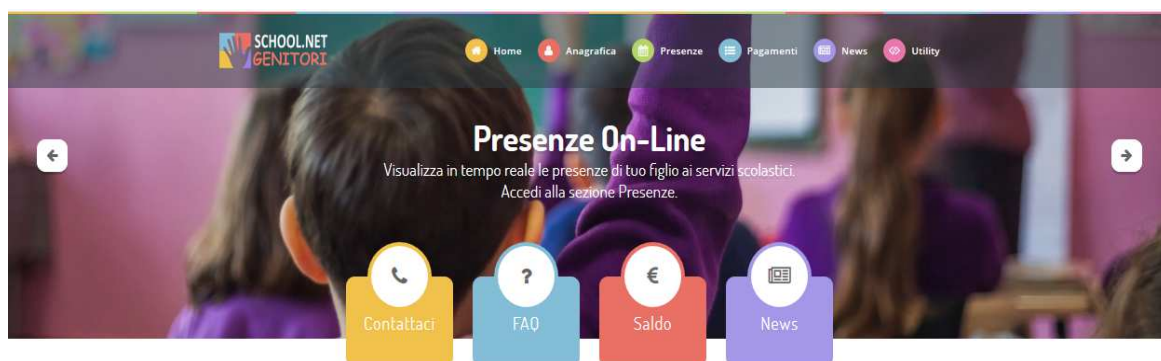 SCHOOL.NET
GENITORI
Home Anagrafica Presenze Pagamenti News Utility
Presenze On-Line
Visualizza in tempo reale le presenze di tuo figlio ai servizi scolastici.
Accedi alla sezione Presenze.
? €
Contattaci FAQ Saldo News